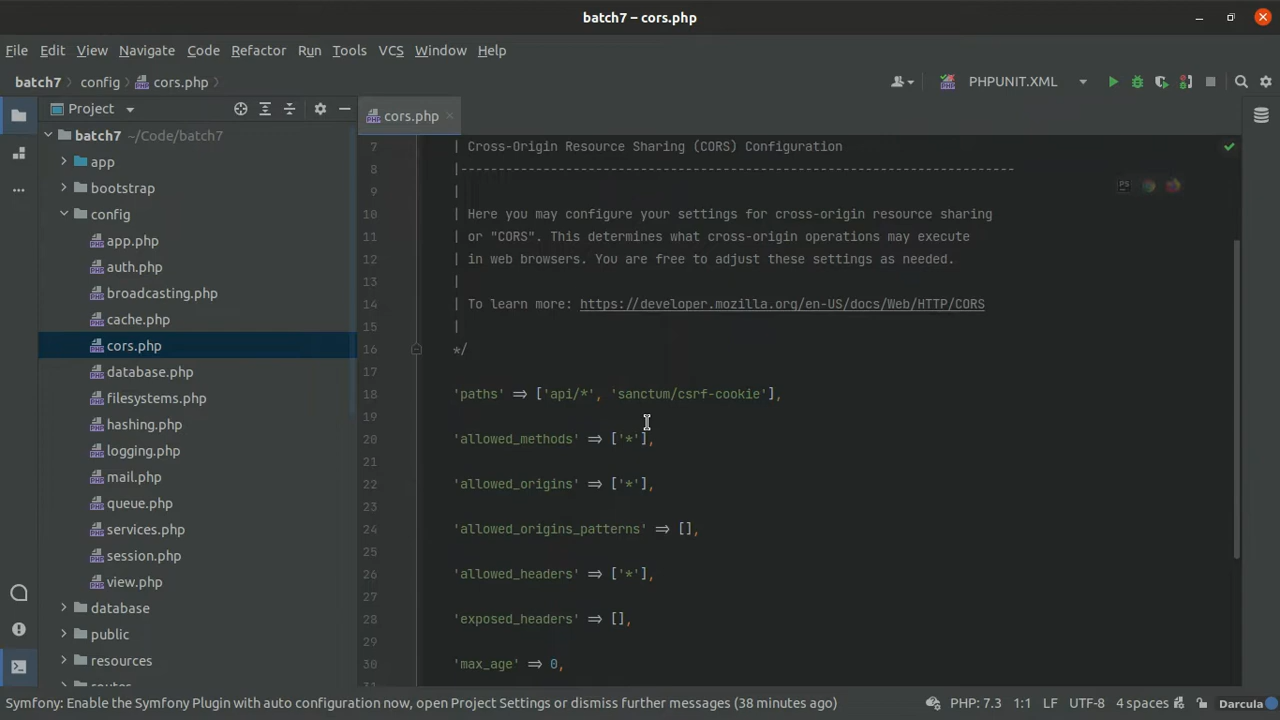 batch7 – cors.php
File Edit View Navigate Code Refactor Run Tools VCS Window Help
batch7 config cors.php PHPUNIT.XML
Project
cors.php
batch7 ~/Code/batch7
app
bootstrap
config
app.php
auth.php
broadcasting.php
cache.php
cors.php
database.php
filesystems.php
hashing.php
logging.php
mail.php
queue.php
services.php
session.php
view.php
database
public
resources
7 | Cross-Origin Resource Sharing (CORS) Configuration
8 |--------------------------------------------------------------------------
9 |
10 | Here you may configure your settings for cross-origin resource sharing
11 | or "CORS". This determines what cross-origin operations may execute
12 | in web browsers. You are free to adjust these settings as needed.
13 |
14 | To learn more: https://developer.mozilla.org/en-US/docs/Web/HTTP/CORS
15 |
16 */
17
18 'paths' => ['api/*', 'sanctum/csrf-cookie'],
19
20 'allowed_methods' => ['*'],
21
22 'allowed_origins' => ['*'],
23
24 'allowed_origins_patterns' => [],
25
26 'allowed_headers' => ['*'],
27
28 'exposed_headers' => [],
29
30 'max_age' => 0,
Symfony: Enable the Symfony Plugin with auto configuration now, open Project Settings or dismiss further messages (38 minutes ago) PHP: 7.3 1:1 LF UTF-8 4 spaces Darcula